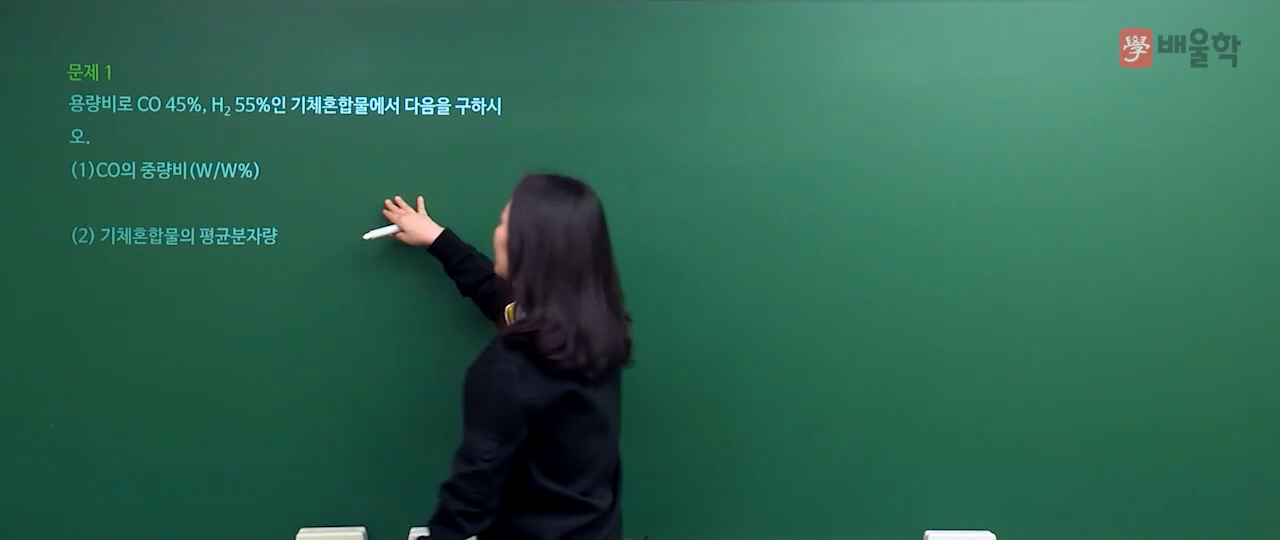 學 배울학
문제 1
용량비로 CO 45%, H₂ 55%인 기체혼합물에서 다음을 구하시
오.
(1)CO의 중량비(W/W%)
(2) 기체혼합물의 평균분자량